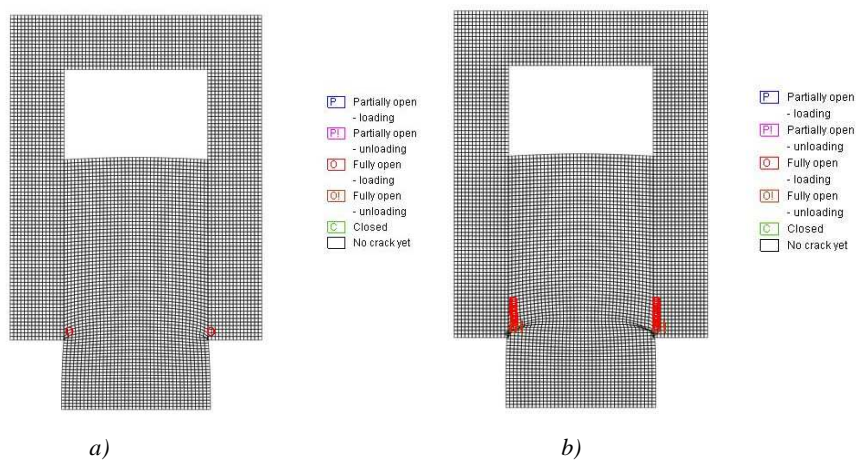 P Partially open
- loading
PI Partially open
- unloading
O Fully open
- loading
OI Fully open
- unloading
C Closed
No crack yet
P Partially open
- loading
PI Partially open
- unloading
O Fully open
- loading
OI Fully open
- unloading
C Closed
No crack yet
O O
a) b)